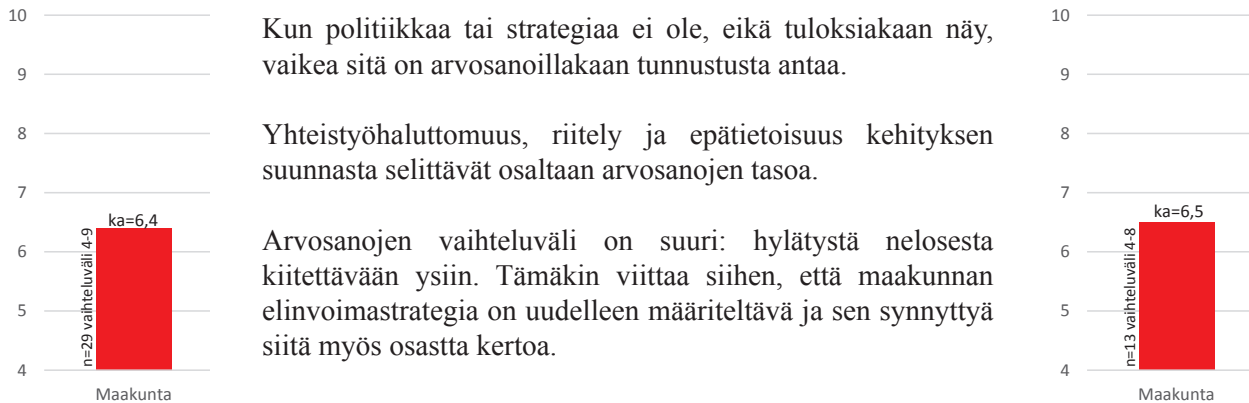 10
9
8
7
6
5
4
ka=6,4
n=29 vaihteluväli 4-9
Maakunta
Kun politiikkaa tai strategiaa ei ole, eikä tuloksiakaan näy,
vaikea sitä on arvosanoillakaan tunnustusta antaa.
Yhteistyöhaluttomuus, riitely ja epätietoisuus kehityksen
suunnasta selittävät osaltaan arvosanojen tasoa.
Arvosanojen vaihteluväli on suuri: hylätystä nelosesta
kiitettävään ysiin. Tämäkin viittaa siihen, että maakunnan
elinvoimastrategia on uudelleen määriteltävä ja sen synnyttyä
siitä myös osastta kertoa.
10
9
8
7
6
5
4
ka=6,5
n=13 vaihteluväli 4-8
Maakunta